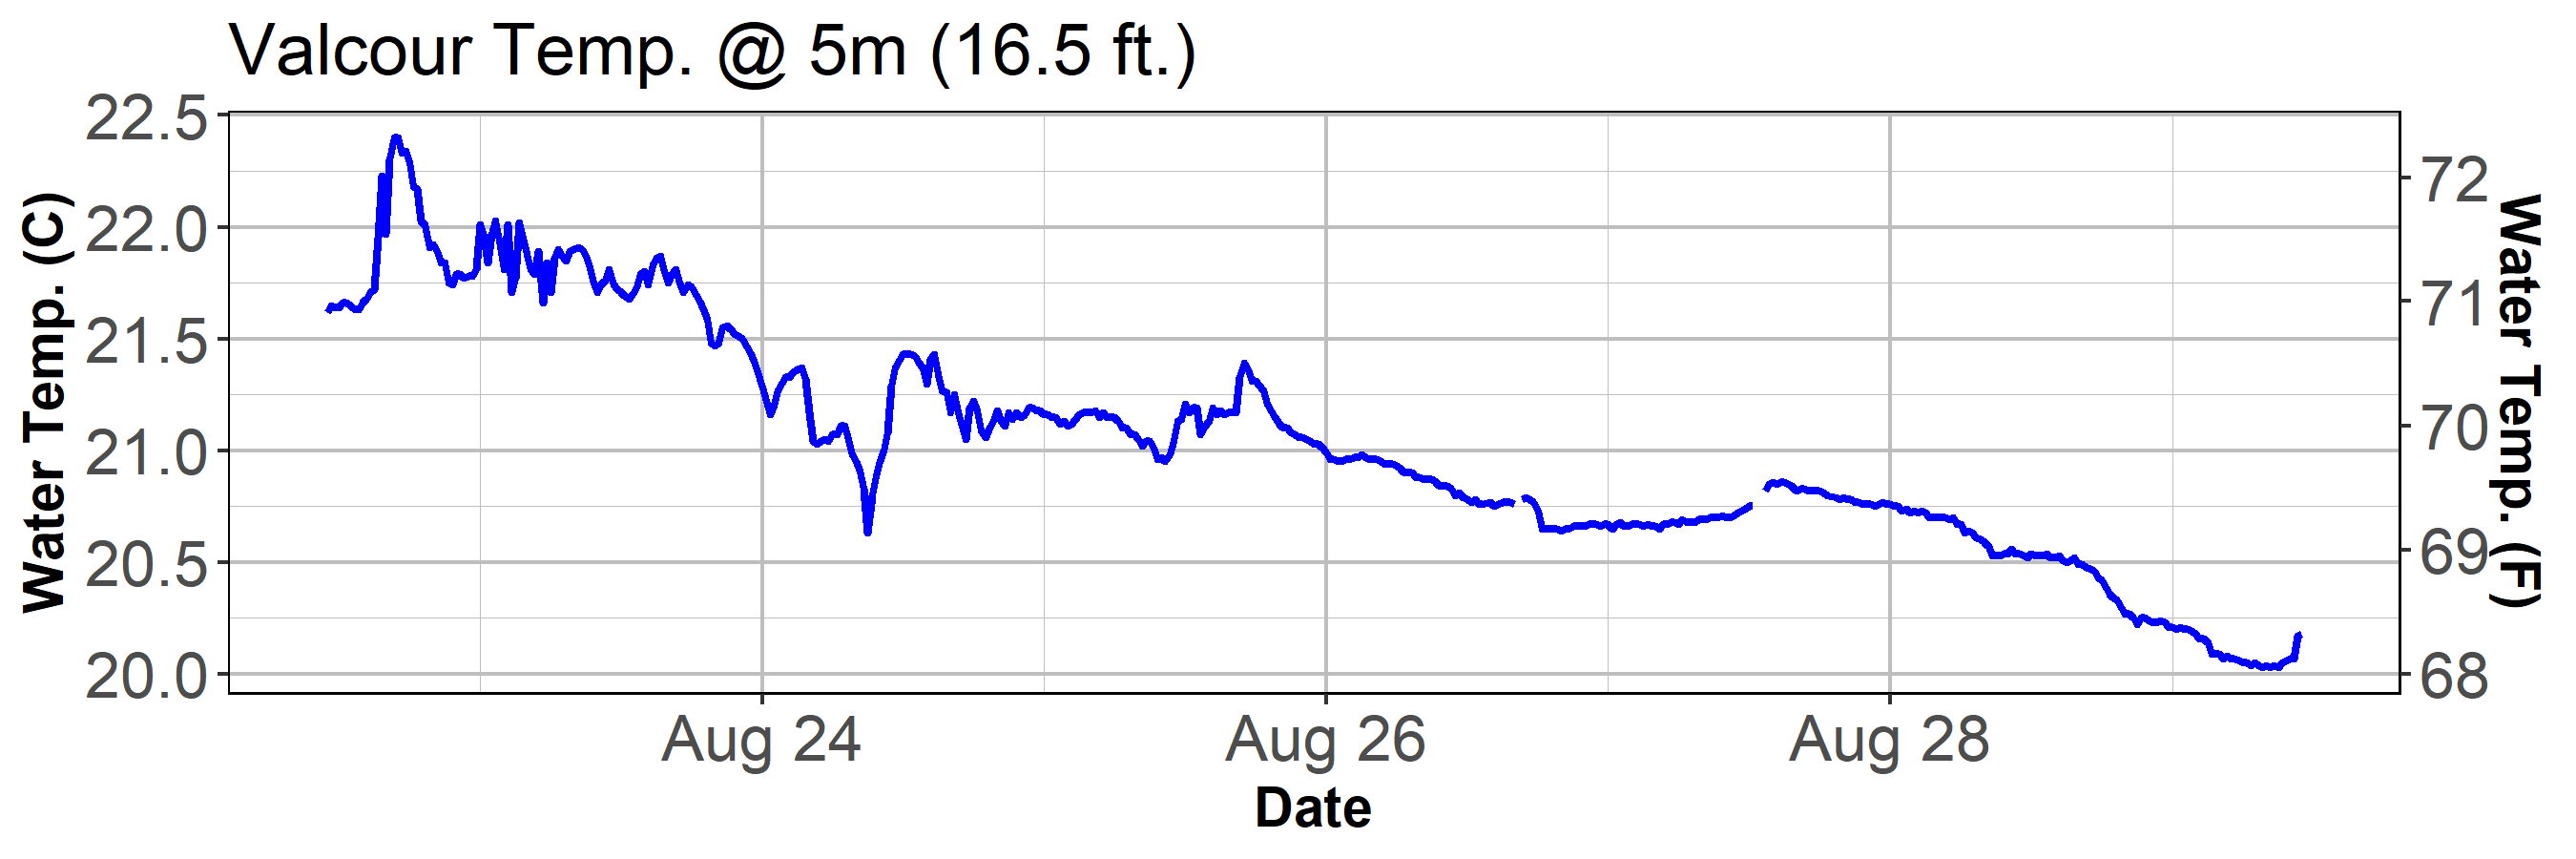 Valcour Temp. @ 5m (16.5 ft.)
Water Temp. (C)
22.5
22.0
21.5
21.0
20.5
20.0
72
71
70
69
68
Water Temp. (F)
Aug 24
Aug 26
Aug 28
Date